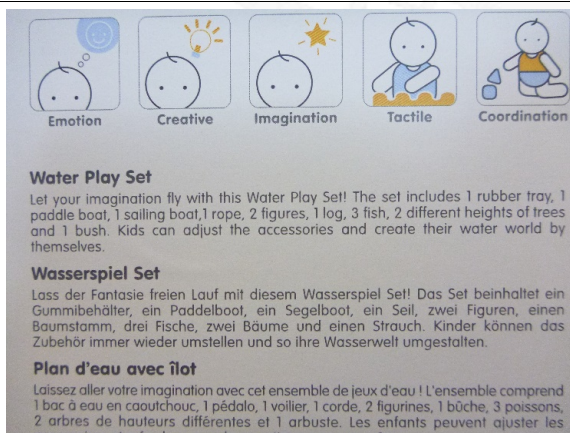 Emotion Creative Imagination Tactile Coordination
Water Play Set
Let your imagination fly with this Water Play Set! The set includes 1 rubber tray, 1
paddle boat, 1 sailing boat,1 rope, 2 figures, 1 log, 3 fish, 2 different heights of trees
and 1 bush. Kids can adjust the accessories and create their water world by
themselves.
Wasserspiel Set
Lass der Fantasie freien Lauf mit diesem Wasserspiel Set! Das Set beinhaltet ein
Gummibehälter, ein Paddelboot, ein Segelboot, ein Seil, zwei Figuren, einen
Baumstamm, drei Fische, zwei Bäume und einen Strauch. Kinder können das
Zubehör immer wieder umstellen und so ihre Wasserwelt umgestalten.
Plan d'eau avec îlot
Laissez aller votre imagination avec cet ensemble de jeux d'eau ! L'ensemble comprend
1 bac à eau en caoutchouc, 1 pédalo, 1 voilier, 1 corde, 2 figurines, 1 bûche, 3 poissons,
2 arbres de hauteurs différentes et 1 arbuste. Les enfants peuvent ajuster les